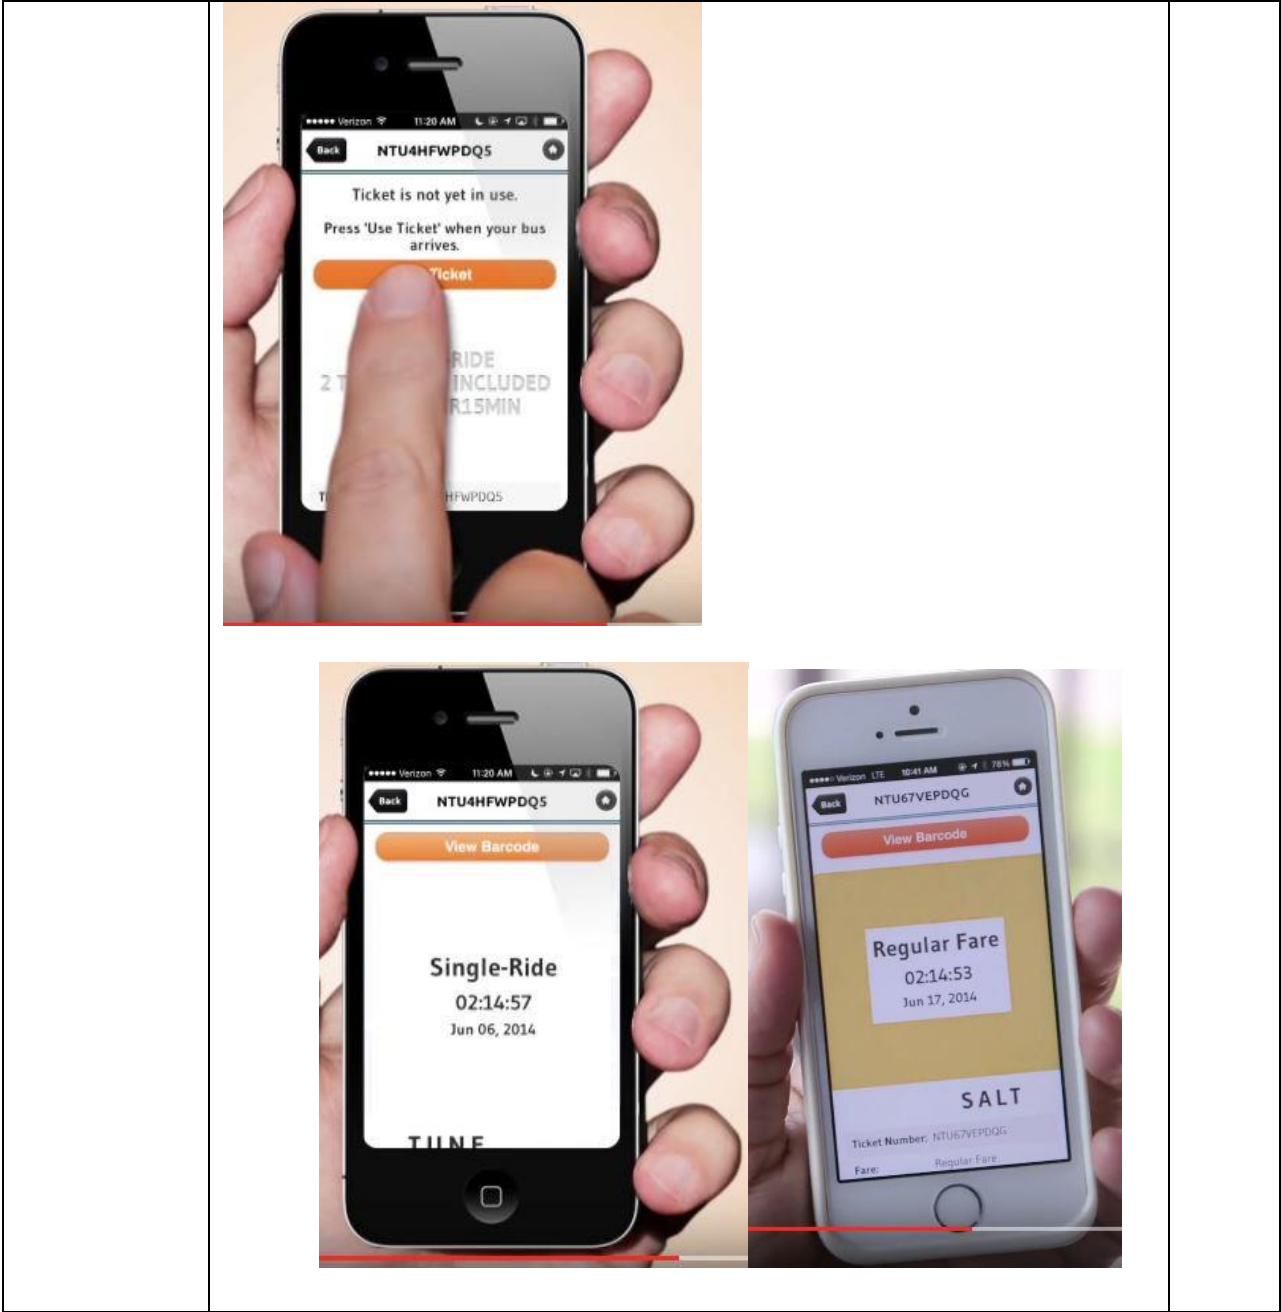 Verizon 11:20 AM
Back NTU4HFWPDQ5
Ticket is not yet in use.
Press 'Use Ticket' when your bus
arrives.
Ticket
RIDE
2 T INCLUDED
R15MIN
T HFWPDQ5
Verizon 11:20 AM
Back NTU4HFWPDQ5
View Barcode
Single-Ride
02:14:57
Jun 06, 2014
TUNE
Verizon LTE 10:41 AM 76%
Back NTU67VEPDQG
View Barcode
Regular Fare
02:14:53
Jun 17, 2014
SALT
Ticket Number: NTU67VEPDQG
Fare: Regular Fare